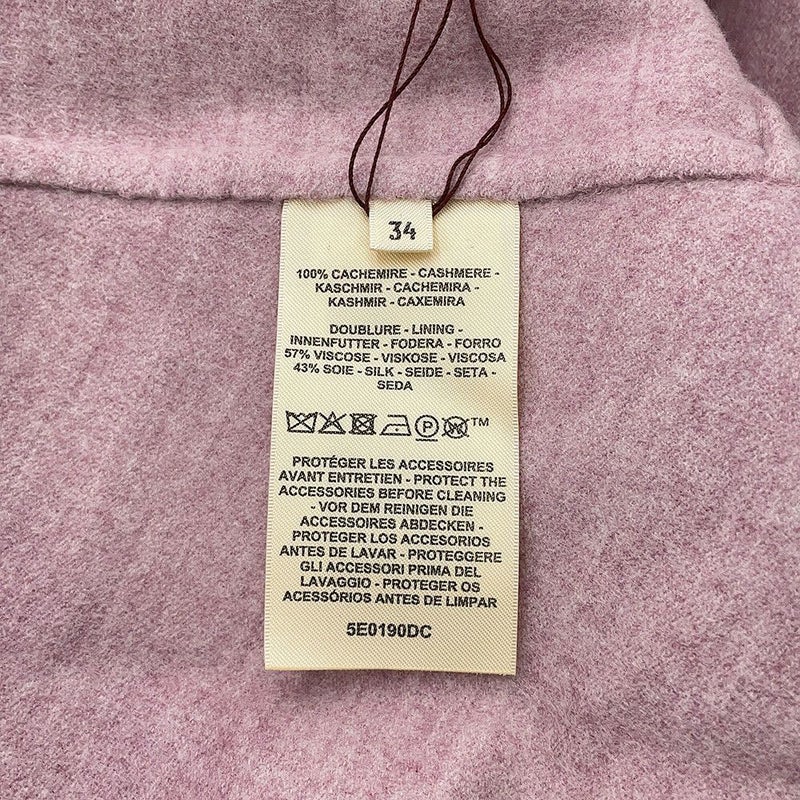 34
100% CACHEMIRE - CASHMERE -
KASCHMIR - CACHEMIRA -
KASHMIR - CAXEMIRA
DOUBLURE - LINING -
INNENFUTTER - FODERA - FORRO
57% VISCOSE - VISKOSE - VISCOSA
43% SOIE - SILK - SEIDE - SETA -
SEDA
P W TM
PROTÉGER LES ACCESSOIRES
AVANT ENTRETIEN - PROTECT THE
ACCESSORIES BEFORE CLEANING
- VOR DEM REINIGEN DIE
ACCESSOIRES ABDECKEN -
PROTEGER LOS ACCESORIOS
ANTES DE LAVAR - PROTEGGERE
GLI ACCESSORI PRIMA DEL
LAVAGGIO - PROTEGER OS
ACESSÓRIOS ANTES DE LIMPAR
5E0190DC